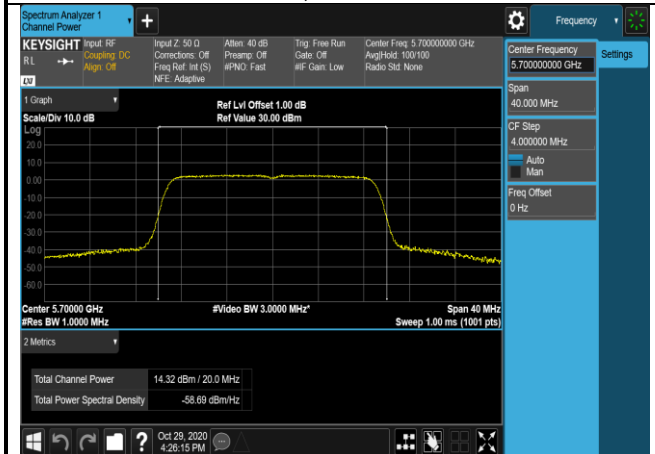 Spectrum Analyzer 1
Channel Power
+
Frequency
KEYSIGHT
RL
LXI
Input: RF
Coupling: DC
Align: Off
Input Z: 50 Ω
Corrections: Off
Freq Ref: Int (S)
NFE: Adaptive
Atten: 40 dB
Preamp: Off
#PNO: Fast
Trig: Free Run
Gate: Off
#IF Gain: Low
Center Freq: 5.700000000 GHz
Avg|Hold: 100/100
Radio Std: None
Center Frequency
5.700000000 GHz
Settings
Span
40.000 MHz
CF Step
4.000000 MHz
Auto
Man
Freq Offset
0 Hz
1 Graph
Scale/Div 10.0 dB
Ref Lvl Offset 1.00 dB
Ref Value 30.00 dBm
Log
20.0
10.0
0.00
-10.0
-20.0
-30.0
-40.0
-50.0
-60.0
Center 5.70000 GHz
#Res BW 1.0000 MHz
#Video BW 3.0000 MHz*
Span 40 MHz
Sweep 1.00 ms (1001 pts)
2 Metrics
Total Channel Power 14.32 dBm / 20.0 MHz
Total Power Spectral Density -58.69 dBm/Hz
?
Oct 29, 2020
4:26:15 PM